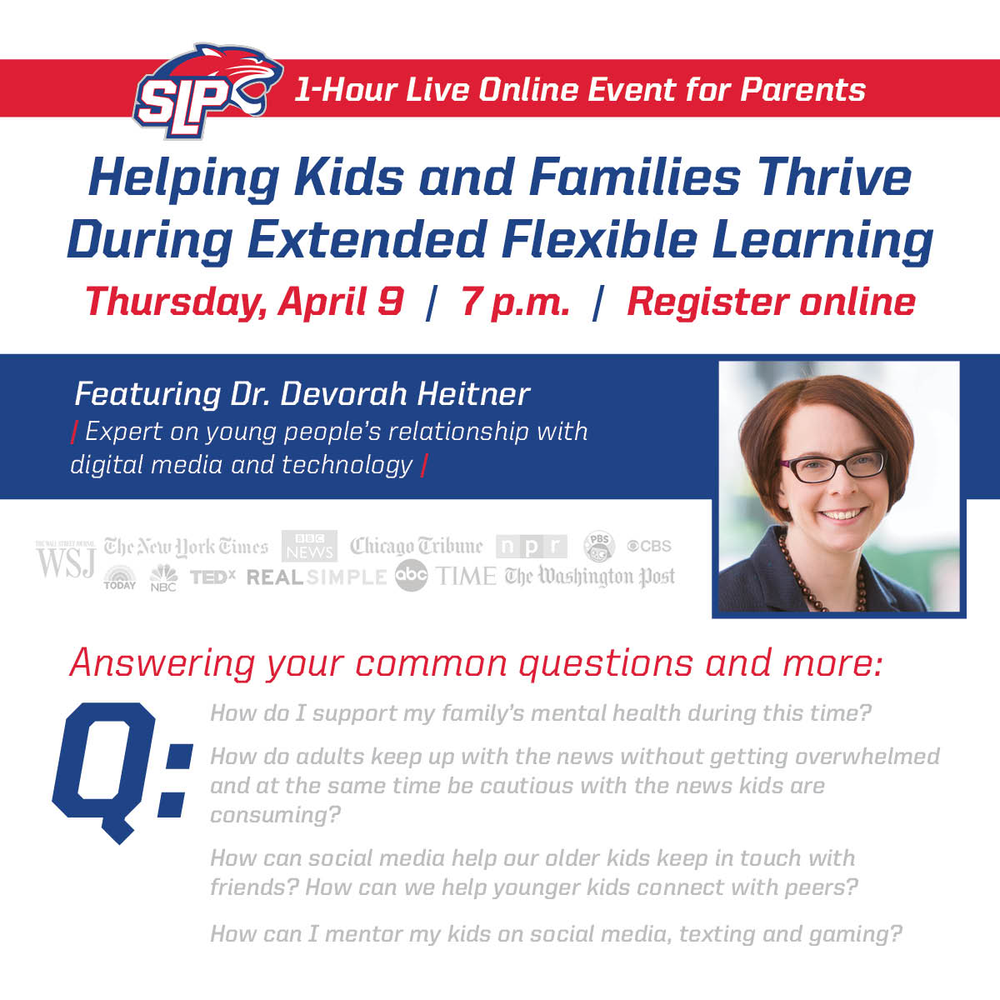 SLP
1-Hour Live Online Event for Parents
Helping Kids and Families Thrive
During Extended Flexible Learning
Thursday, April 9 / 7 p.m. / Register online
Featuring Dr. Devorah Heitner
/ Expert on young people's relationship with
digital media and technology /
THE WALL STREET JOURNAL
WSJ
The New York Times
BBC
NEWS
Chicago Tribune
npr
PBS
CBS
TODAY
NBC
TEDx
REAL SIMPLE
abc
TIME
The Washington Post
Answering your common questions and more:
Q:
How do I support my family's mental health during this time?
How do adults keep up with the news without getting overwhelmed
and at the same time be cautious with the news kids are
consuming?
How can social media help our older kids keep in touch with
friends? How can we help younger kids connect with peers?
How can I mentor my kids on social media, texting and gaming?